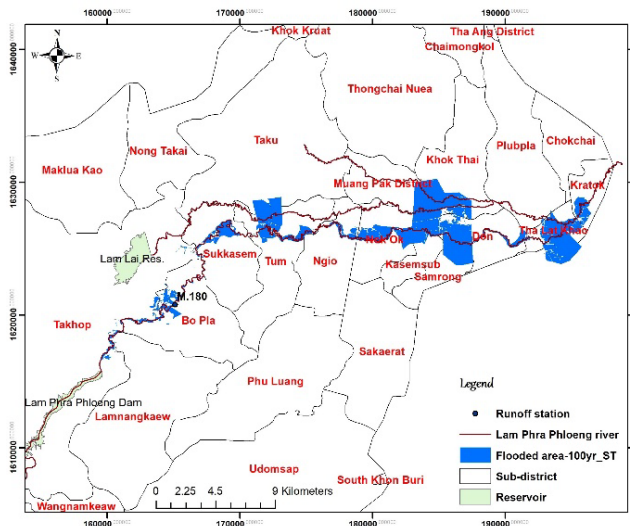 160000 170000 180000 190000
Khok Kruat
Tha Ang District
Chaimongkol
N
W E
S
1640000
Thongchai Nuea
Nong Takai
Taku
Plubpla
Chokchai
Khok Thai
Maklua Kao
1630000
Muang Pak District
Kratok
Nok Ok
Don
Tha Lat Khao
Lam Lai Res.
Sukkasem
Tum
Ngio
Kasemsub
Samrong
M.180
Bo Pla
1620000
Takhop
Sakaerat
Phu Luang
Lam Phra Phloeng Dam
Lamnangkaew
1610000
Udomsap
South Khon Buri
Wangnamkeaw
0 2.25 4.5 9 Kilometers
Legend
Runoff station
Lam Phra Phloeng river
Flooded area-100yr_ST
Sub-district
Reservoir
160000 170000 180000 190000